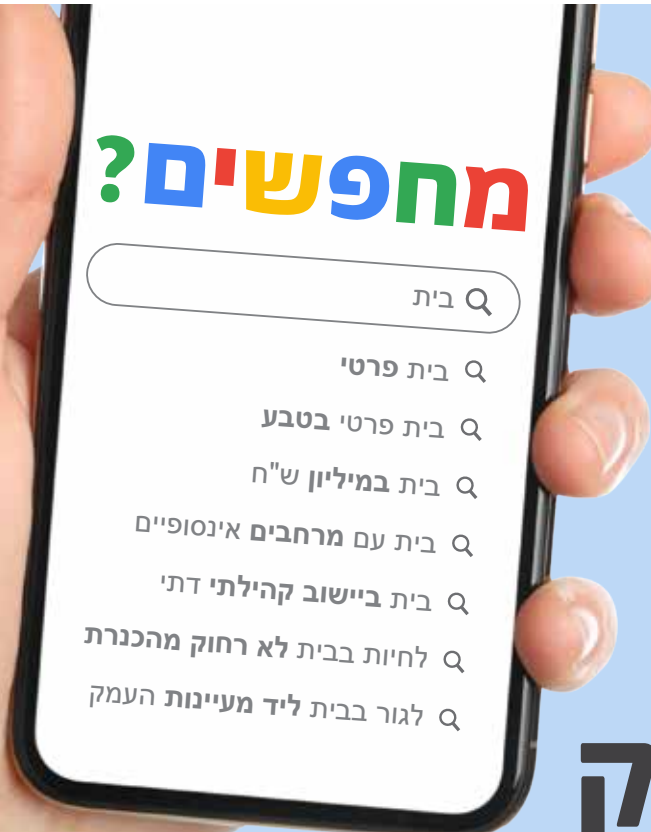 מחפשים?
בית
בית פרטי
בית פרטי בטבע
בית במיליון ש"ח
בית עם מרחבים אינסופיים
בית ביישוב קהילתי דתי
לחיות בבית לא רחוק מהכנרת
לגור בבית ליד מעיינות העמק
ק